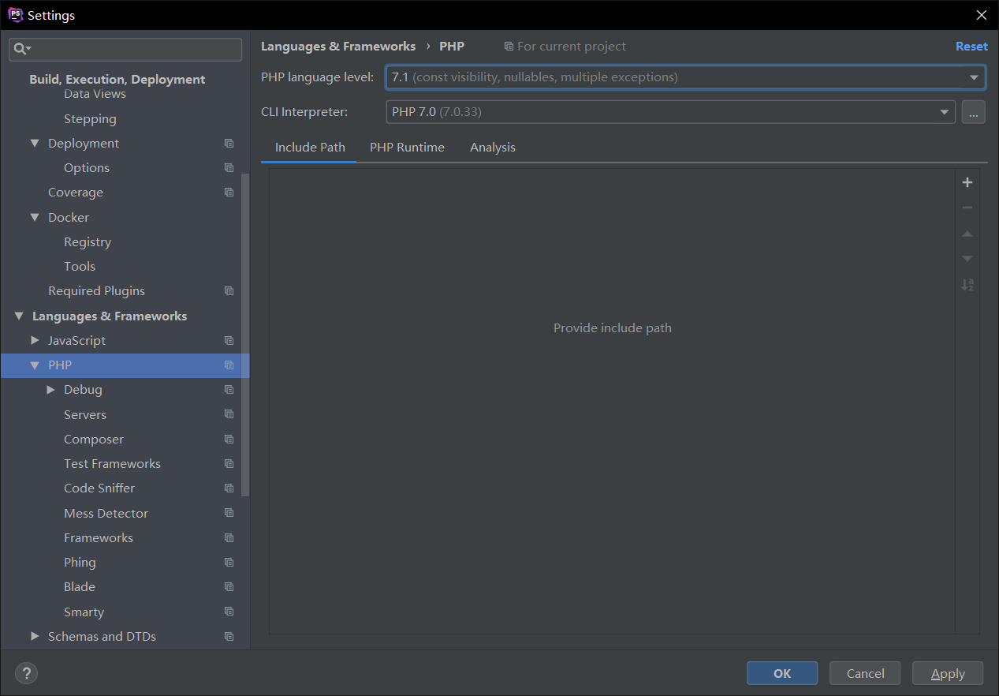 PS Settings
Build, Execution, Deployment
Data Views
Stepping
Deployment
Options
Coverage
Docker
Registry
Tools
Required Plugins
Languages & Frameworks
JavaScript
PHP
Debug
Servers
Composer
Test Frameworks
Code Sniffer
Mess Detector
Frameworks
Phing
Blade
Smarty
Schemas and DTDs
Languages & Frameworks › PHP For current project Reset
PHP language level: 7.1 (const visibility, nullables, multiple exceptions)
CLI Interpreter: PHP 7.0 (7.0.33) ...
Include Path PHP Runtime Analysis
Provide include path
? OK Cancel Apply